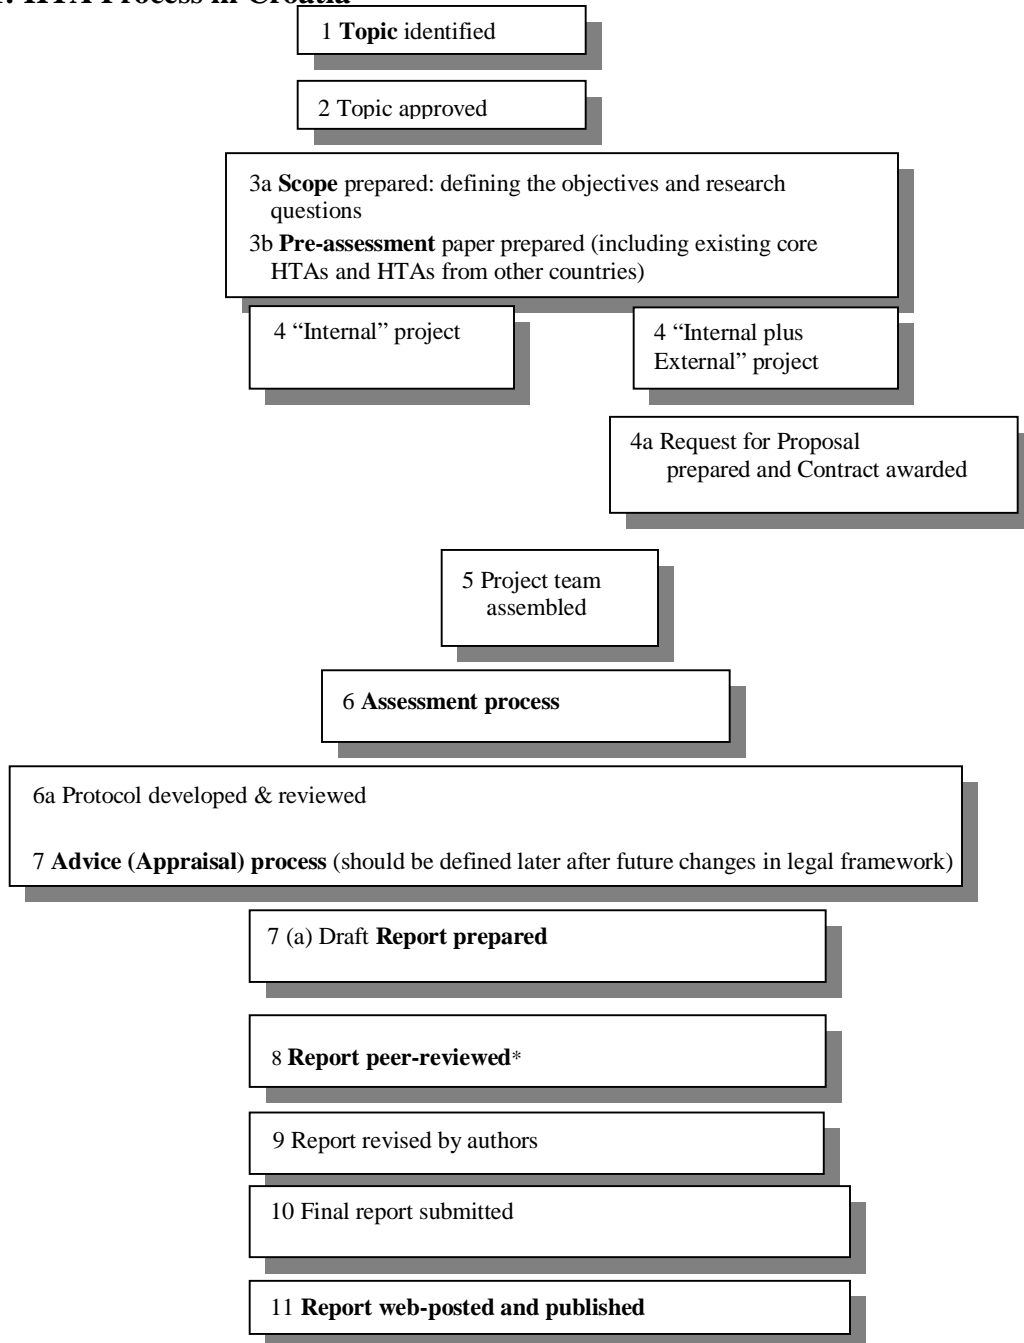 HTA Process in Croatia
1 Topic identified
2 Topic approved
3a Scope prepared: defining the objectives and research
questions
3b Pre-assessment paper prepared (including existing core
HTAs and HTAs from other countries)
4 “Internal” project
4 “Internal plus
External” project
4a Request for Proposal
prepared and Contract awarded
5 Project team
assembled
6 Assessment process
6a Protocol developed & reviewed
7 Advice (Appraisal) process (should be defined later after future changes in legal framework)
7 (a) Draft Report prepared
8 Report peer-reviewed*
9 Report revised by authors
10 Final report submitted
11 Report web-posted and published